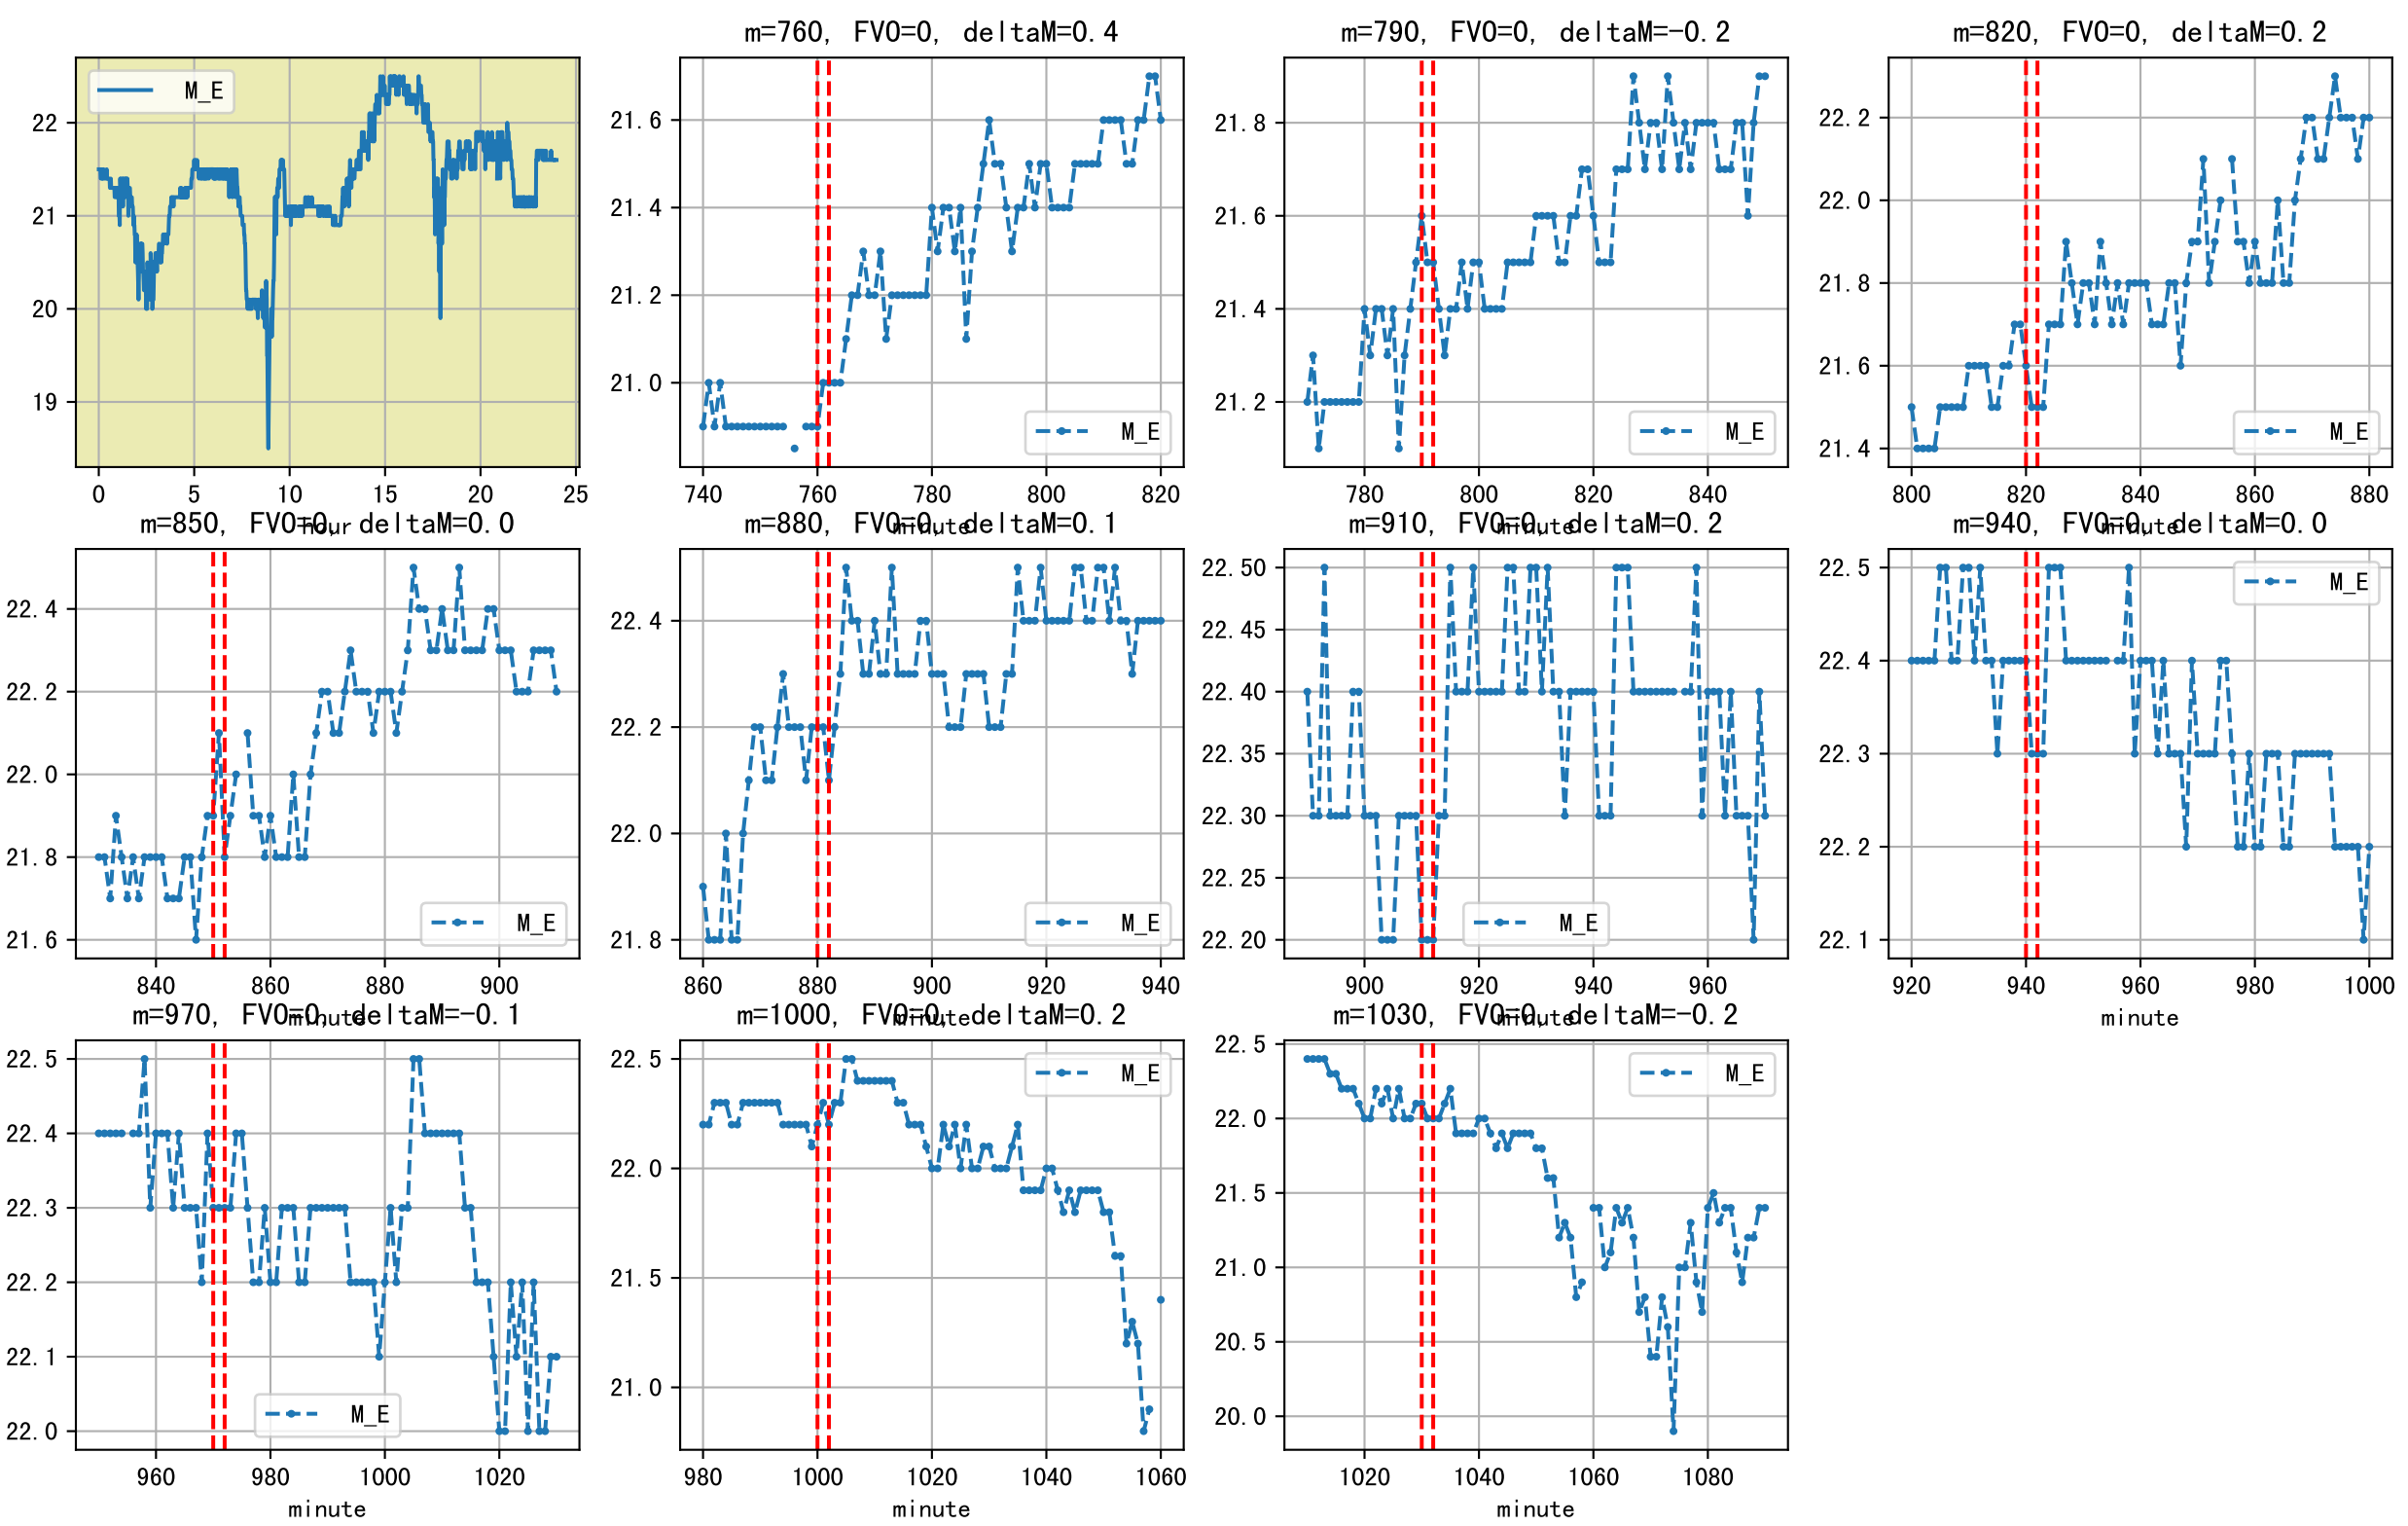 m=760, FVO=0, deltaM=0.4
m=790, FVO=0, deltaM=-0.2
m=820, FVO=0, deltaM=0.2
M_E
22
21
20
19
0 5 10 15 20 25
hour
21.6
21.4
21.2
21.0
M_E
740 760 780 800 820
minute
21.8
21.6
21.4
21.2
M_E
780 800 820 840
minute
22.2
22.0
21.8
21.6
21.4
M_E
800 820 840 860 880
minute
m=850, FVO=0, deltaM=0.0
m=880, FVO=0, deltaM=0.1
m=910, FVO=0, deltaM=0.2
m=940, FVO=0, deltaM=0.0
22.4
22.2
22.0
21.8
21.6
M_E
840 860 880 900
minute
22.4
22.2
22.0
21.8
M_E
860 880 900 920 940
minute
22.50
22.45
22.40
22.35
22.30
22.25
22.20
M_E
900 920 940 960
minute
22.5
22.4
22.3
22.2
22.1
M_E
920 940 960 980 1000
minute
m=970, FVO=0, deltaM=-0.1
m=1000, FVO=0, deltaM=0.2
m=1030, FVO=0, deltaM=-0.2
22.5
22.4
22.3
22.2
22.1
22.0
M_E
960 980 1000 1020
minute
22.5
22.0
21.5
21.0
M_E
980 1000 1020 1040 1060
minute
22.5
22.0
21.5
21.0
20.5
20.0
M_E
1020 1040 1060 1080
minute